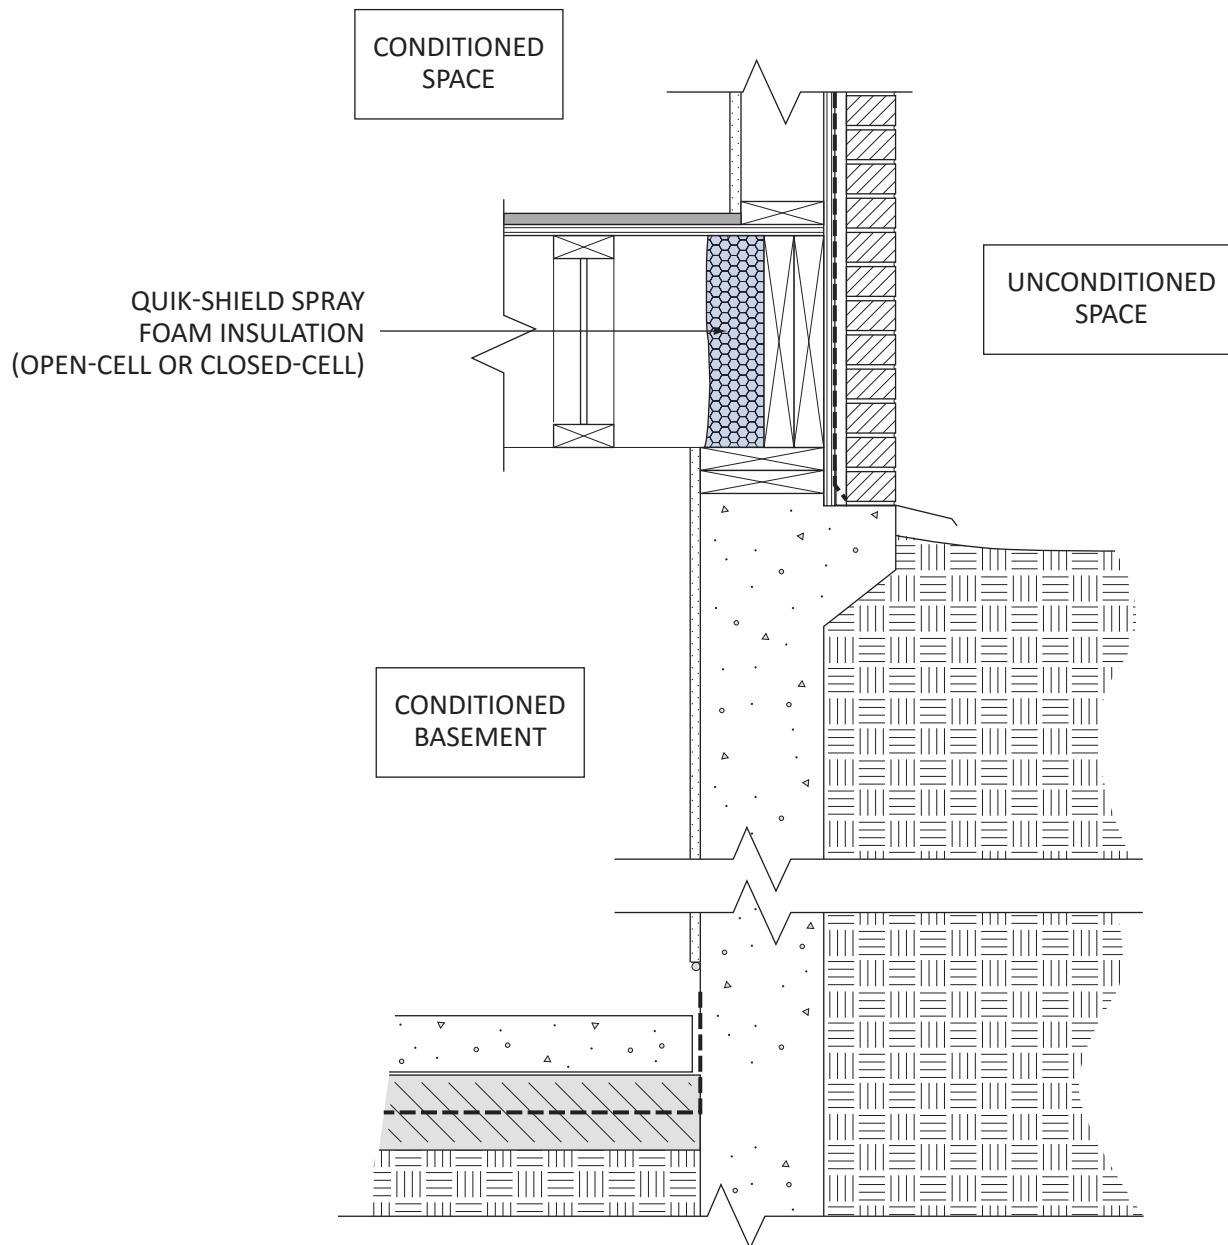 CONDITIONED
SPACE
UNCONDITIONED
SPACE
QUIK-SHIELD SPRAY
FOAM INSULATION
(OPEN-CELL OR CLOSED-CELL)
CONDITIONED
BASEMENT